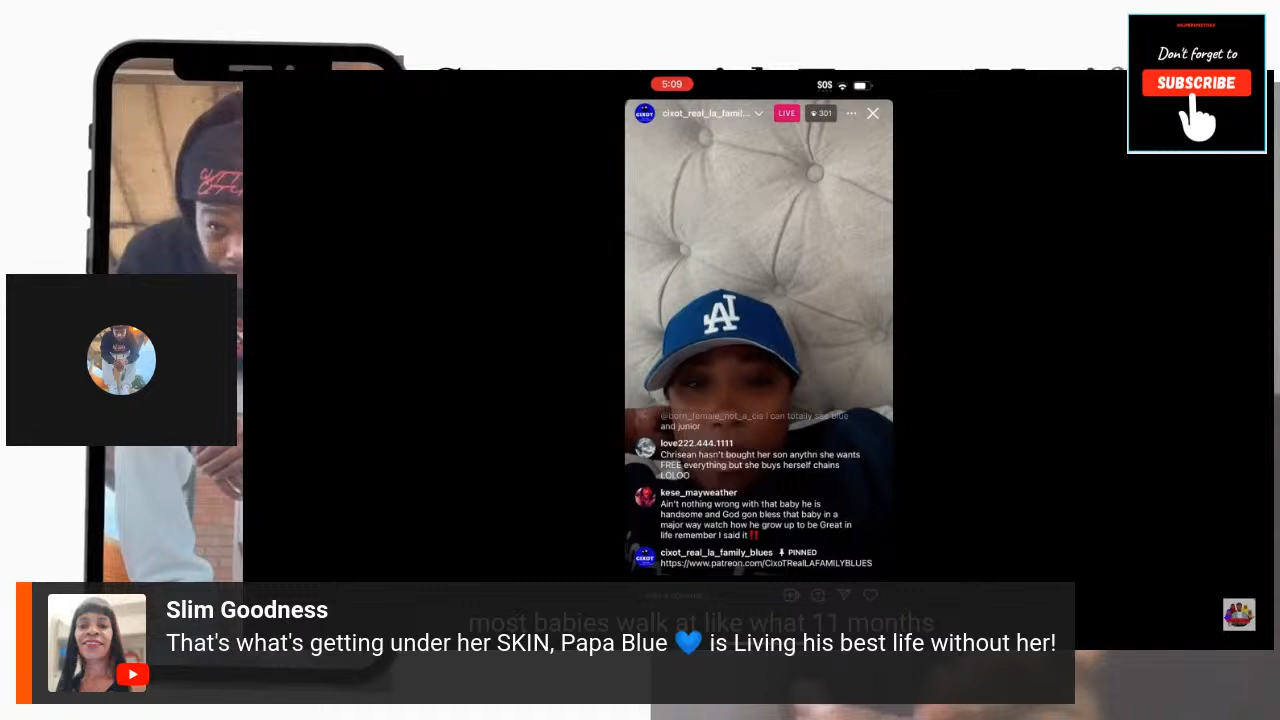 Don't forget to
SUBSCRIBE
5:09
SOS
CIXOT
cixot_real_la_famil...
LIVE
301
LA
@born_female_not_a_cis i can totally see blue
and junior
love222.444.1111
Chrisean hasn't bought her son anythn she wants
FREE everything but she buys herself chains
LOLOO
kese_mayweather
Ain't nothing wrong with that baby he is
handsome and God gon bless that baby in a
major way watch how he grow up to be Great in
life remember I said it‼️
CIXOT
cixot_real_la_family_blues PINNED
https://www.patreon.com/CixoTRealLAFAMILYBLUES
most babies walk at like what 11 months
Slim Goodness
That's what's getting under her SKIN, Papa Blue 💙 is Living his best life without her!